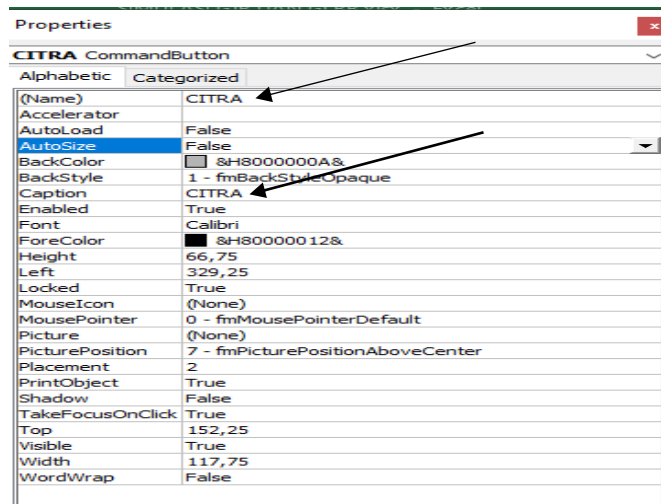 Properties
x
CITRA CommandButton
Alphabetic Categorized
(Name) CITRA
Accelerator
AutoLoad False
AutoSize False
BackColor &H8000000A&
BackStyle 1 - fmBackStyleOpaque
Caption CITRA
Enabled True
Font Calibri
ForeColor &H80000012&
Height 66,75
Left 329,25
Locked True
MouseIcon (None)
MousePointer 0 - fmMousePointerDefault
Picture (None)
PicturePosition 7 - fmPicturePositionAboveCenter
Placement 2
PrintObject True
Shadow False
TakeFocusOnClick True
Top 152,25
Visible True
Width 117,75
WordWrap False